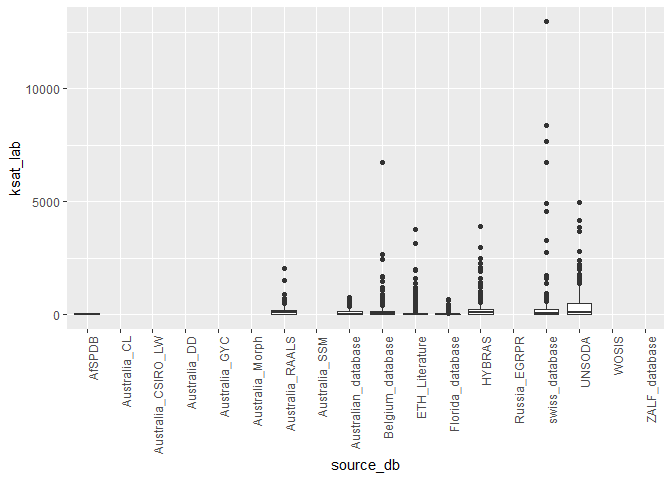 ksat_lab
10000
5000
0
AfSPDB
Australia_CL
Australia_CSIRO_LW
Australia_DD
Australia_GYC
Australia_Morph
Australia_RAALS
Australia_SSM
Australian_database
Belgium_database
ETH_Literature
Florida_database
HYBRAS
Russia_EGRPR
swiss_database
UNSODA
WOSIS
ZALF_database
source_db